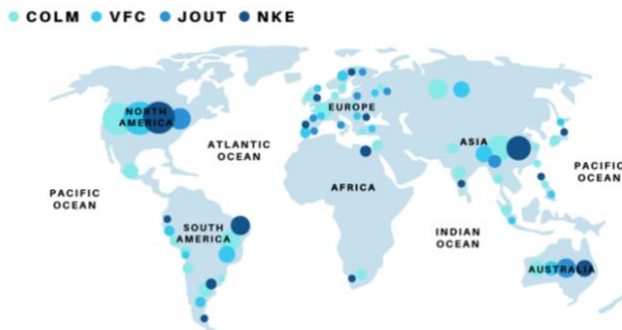 COLM VFC JOUT NKE
NORTH
AMERICA
EUROPE
ASIA
ATLANTIC
OCEAN
PACIFIC
OCEAN
AFRICA
PACIFIC
OCEAN
SOUTH
AMERICA
INDIAN
OCEAN
AUSTRALIA